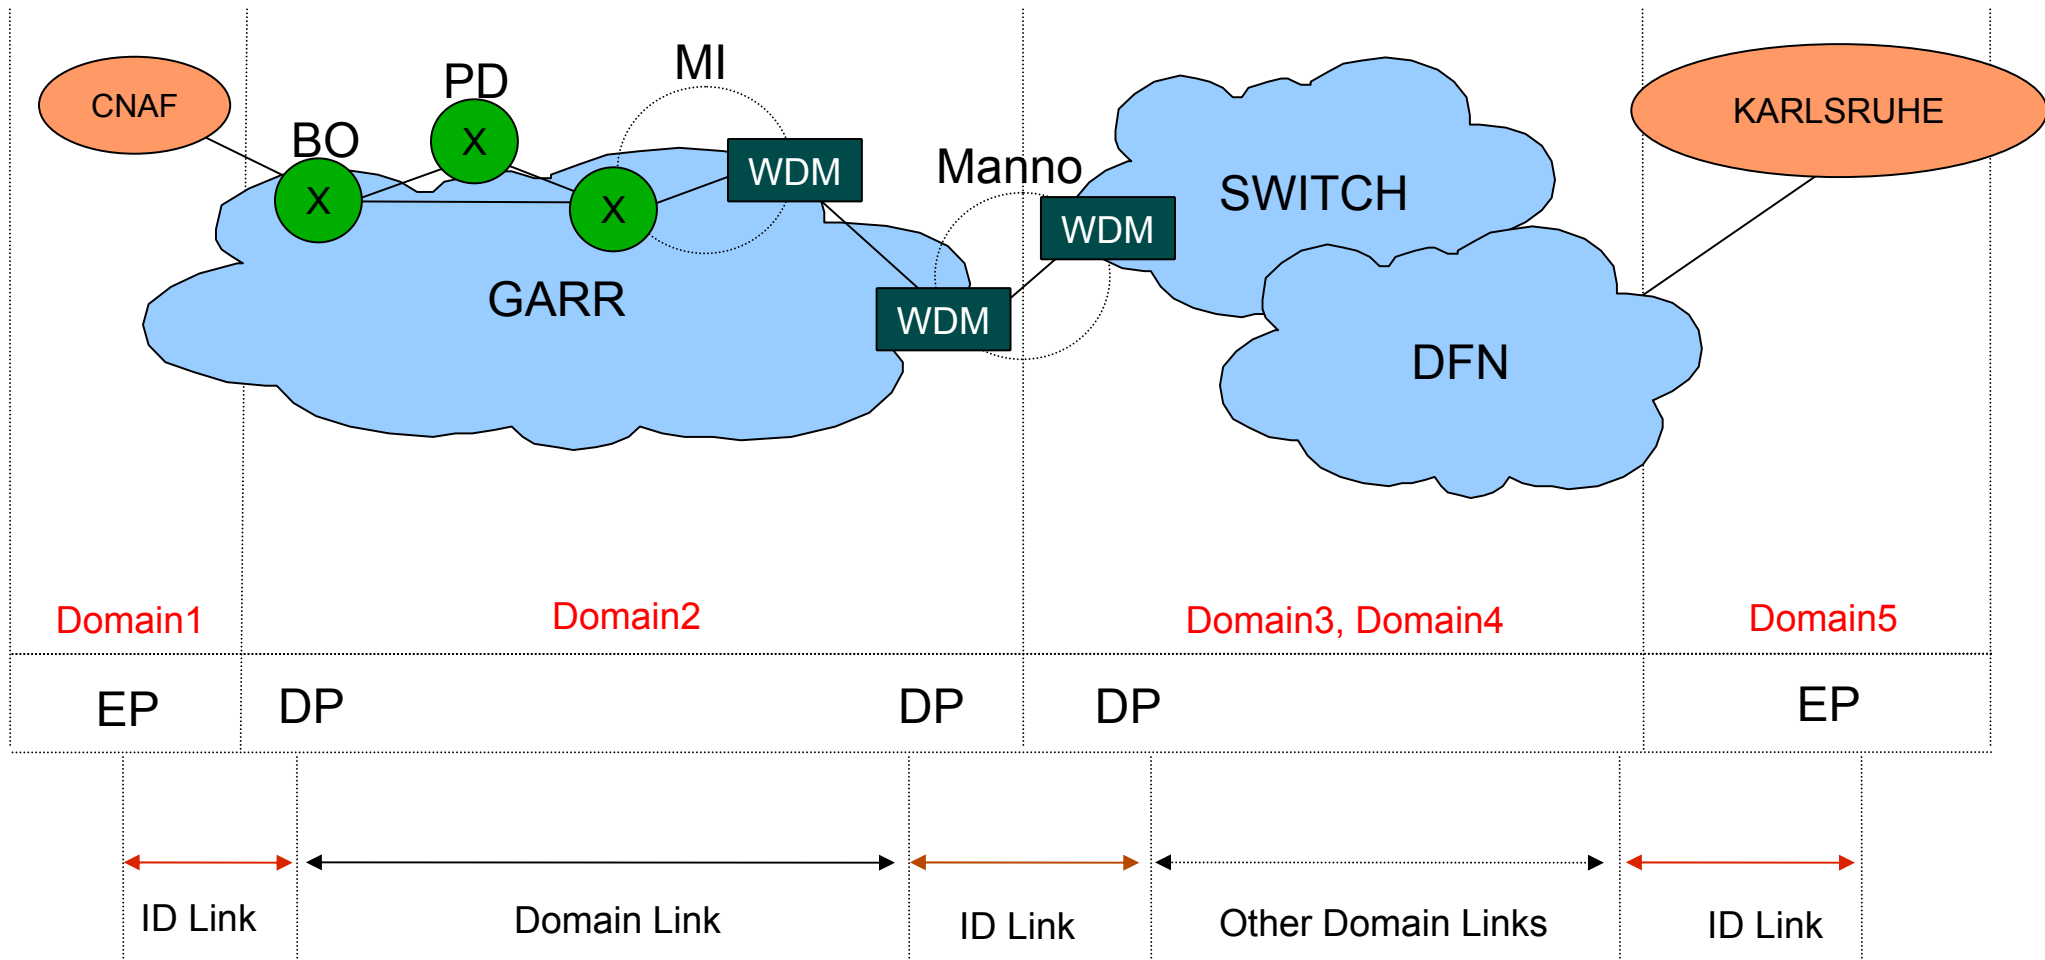 MI
PD
CNAF
BO
X
X
X
WDM
Manno
WDM
WDM
SWITCH
KARLSRUHE
GARR
DFN
Domain1
Domain2
Domain3, Domain4
Domain5
EP
DP
DP
DP
EP
ID Link
Domain Link
ID Link
Other Domain Links
ID Link